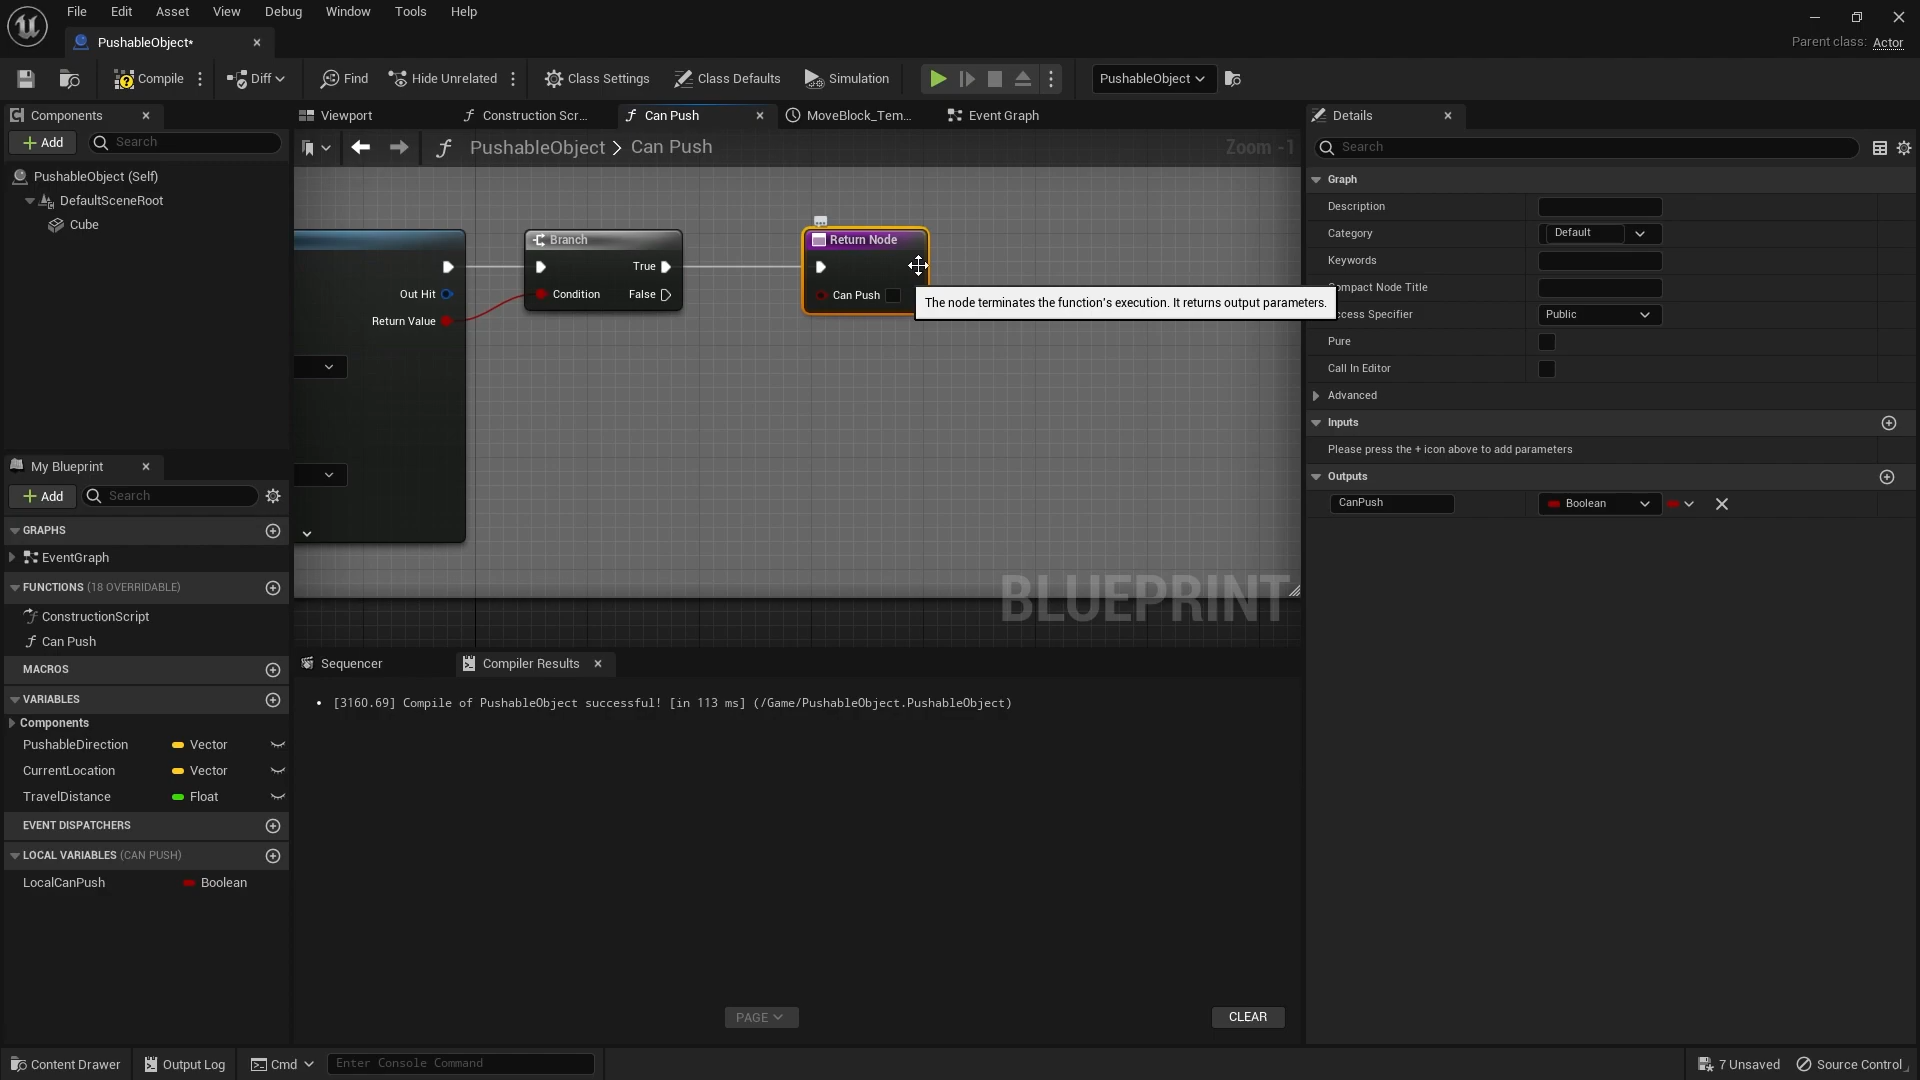 File Edit Asset View Debug Window Tools Help
PushableObject*
Parent class: Actor
Compile Diff Find Hide Unrelated Class Settings Class Defaults Simulation PushableObject
Components
Add Search
PushableObject (Self)
DefaultSceneRoot
Cube
My Blueprint
Add Search
GRAPHS
EventGraph
FUNCTIONS (18 OVERRIDABLE)
ConstructionScript
Can Push
MACROS
VARIABLES
Components
PushableDirection Vector
CurrentLocation Vector
TravelDistance Float
EVENT DISPATCHERS
LOCAL VARIABLES (CAN PUSH)
LocalCanPush Boolean
Viewport Construction Scr... Can Push MoveBlock_Tem... Event Graph
PushableObject > Can Push Zoom -1
Out Hit
Return Value
Branch
True
Condition False
Return Node
Can Push
The node terminates the function's execution. It returns output parameters.
BLUEPRINT
Sequencer Compiler Results
[3160.69] Compile of PushableObject successful! [in 113 ms] (/Game/PushableObject.PushableObject)
PAGE CLEAR
Details
Search
Graph
Description
Category Default
Keywords
ompact Node Title
ccess Specifier Public
Pure
Call In Editor
Advanced
Inputs
Please press the + icon above to add parameters
Outputs
CanPush Boolean
Content Drawer Output Log Cmd Enter Console Command 7 Unsaved Source Control